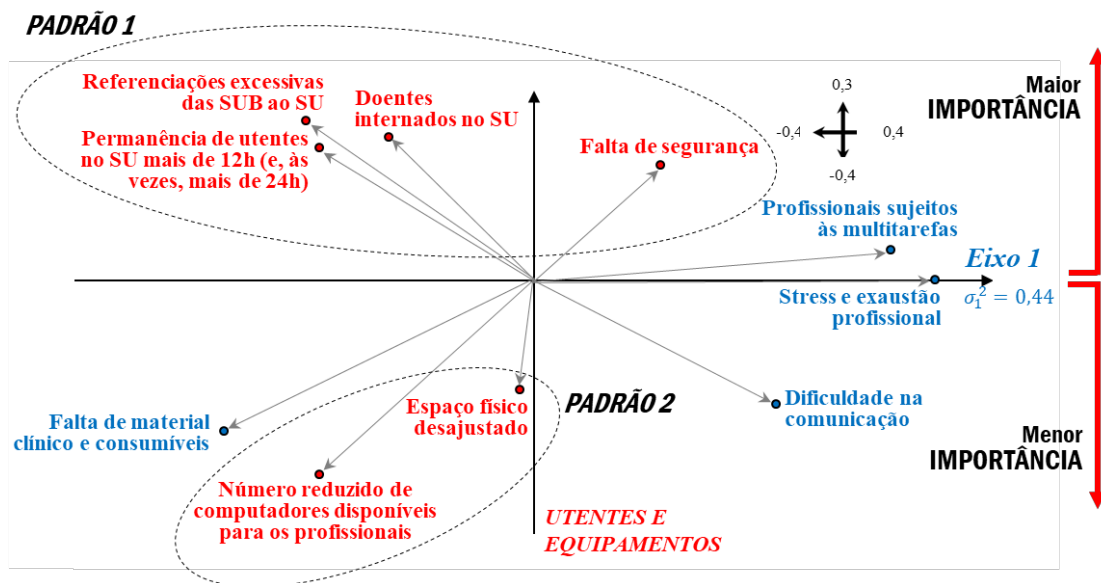 PADRÃO 1
Referenciações excessivas
das SUB ao SU
Doentes
internados no SU
Permanência de utentes
no SU mais de 12h (e, às
vezes, mais de 24h)
Falta de segurança
0,3
-0,4
0,4
-0,4
Maior
IMPORTÂNCIA
Profissionais sujeitos
às multitarefas
Eixo 1
Stress e exaustão
profissional
σ₁² = 0,44
Espaço físico
desajustado
PADRÃO 2
Dificuldade na
comunicação
Falta de material
clínico e consumíveis
Menor
IMPORTÂNCIA
Número reduzido de
computadores disponíveis
para os profissionais
UTENTES E
EQUIPAMENTOS